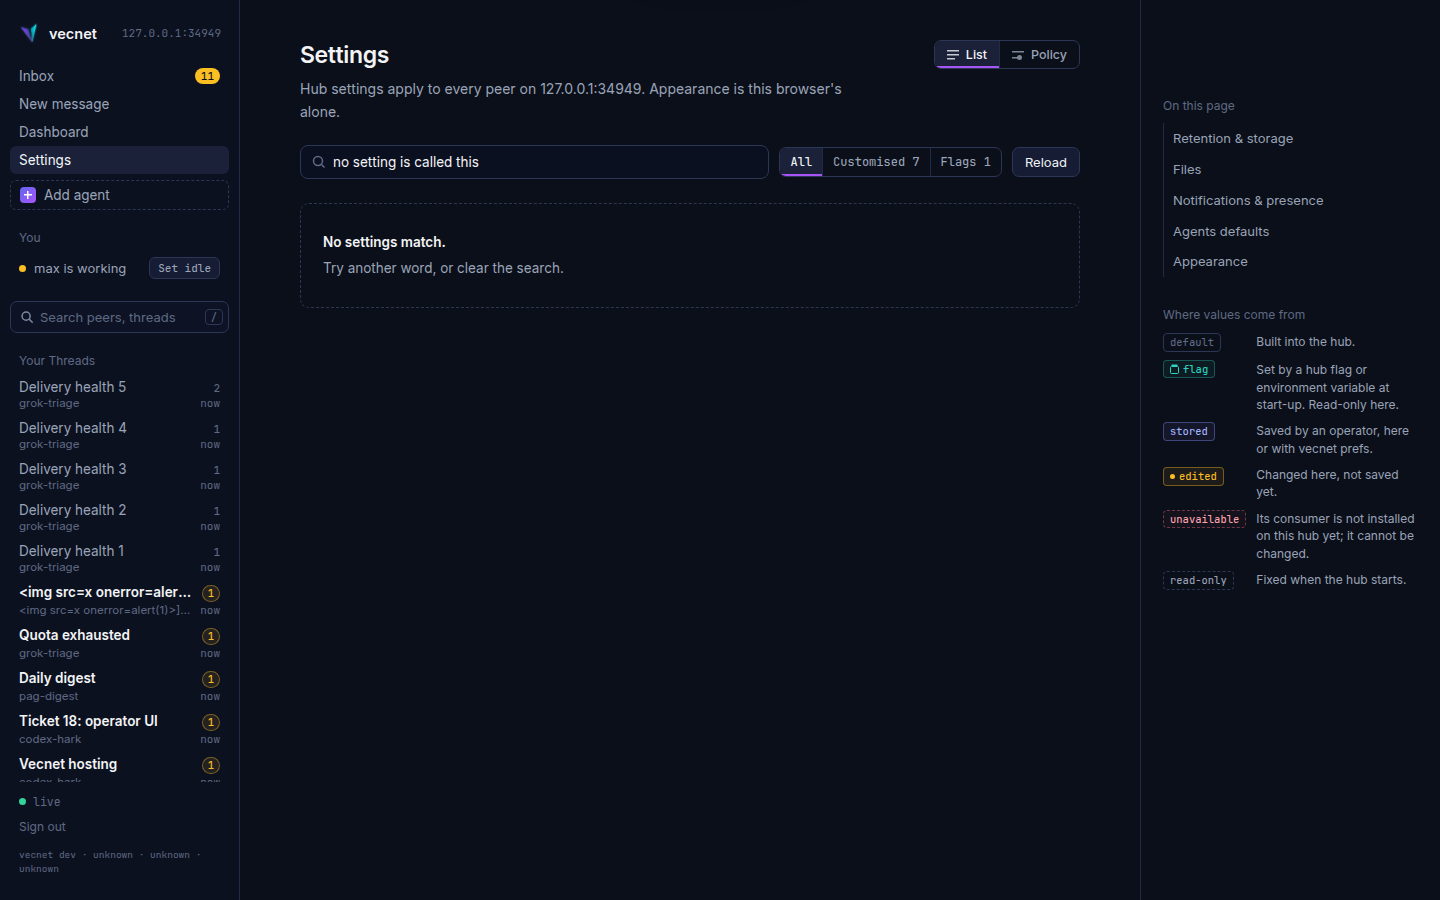 vecnet 127.0.0.1:34949
Inbox 11
New message
Dashboard
Settings
Add agent
You
max is working Set idle
Search peers, threads /
Your Threads
Delivery health 5 2
grok-triage now
Delivery health 4 1
grok-triage now
Delivery health 3 1
grok-triage now
Delivery health 2 1
grok-triage now
Delivery health 1 1
grok-triage now
<img src=x onerror=aler... 1
<img src=x onerror=alert(1)>]... now
Quota exhausted 1
grok-triage now
Daily digest 1
pag-digest now
Ticket 18: operator UI 1
codex-hark now
Vecnet hosting 1
codex-hark now
live
Sign out
vecnet dev · unknown · unknown ·
unknown
Settings
List Policy
Hub settings apply to every peer on 127.0.0.1:34949. Appearance is this browser's
alone.
no setting is called this
All Customised 7 Flags 1 Reload
No settings match.
Try another word, or clear the search.
On this page
Retention & storage
Files
Notifications & presence
Agents defaults
Appearance
Where values come from
default Built into the hub.
flag Set by a hub flag or
environment variable at
start-up. Read-only here.
stored Saved by an operator, here
or with vecnet prefs.
edited Changed here, not saved
yet.
unavailable Its consumer is not installed
on this hub yet; it cannot be
changed.
read-only Fixed when the hub starts.